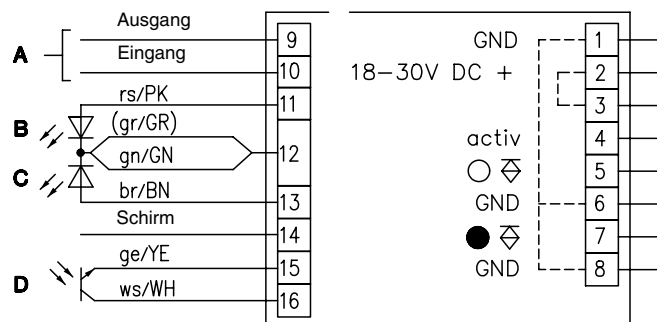 Ausgang 9 GND 1
A
Eingang 10 18-30V DC + 2
rs/PK 11 3
B (gr/GR) activ 4
12
C gn/GN 5
br/BN 13 GND 6
Schirm 14 7
ge/YE 15 GND 8
D ws/WH 16